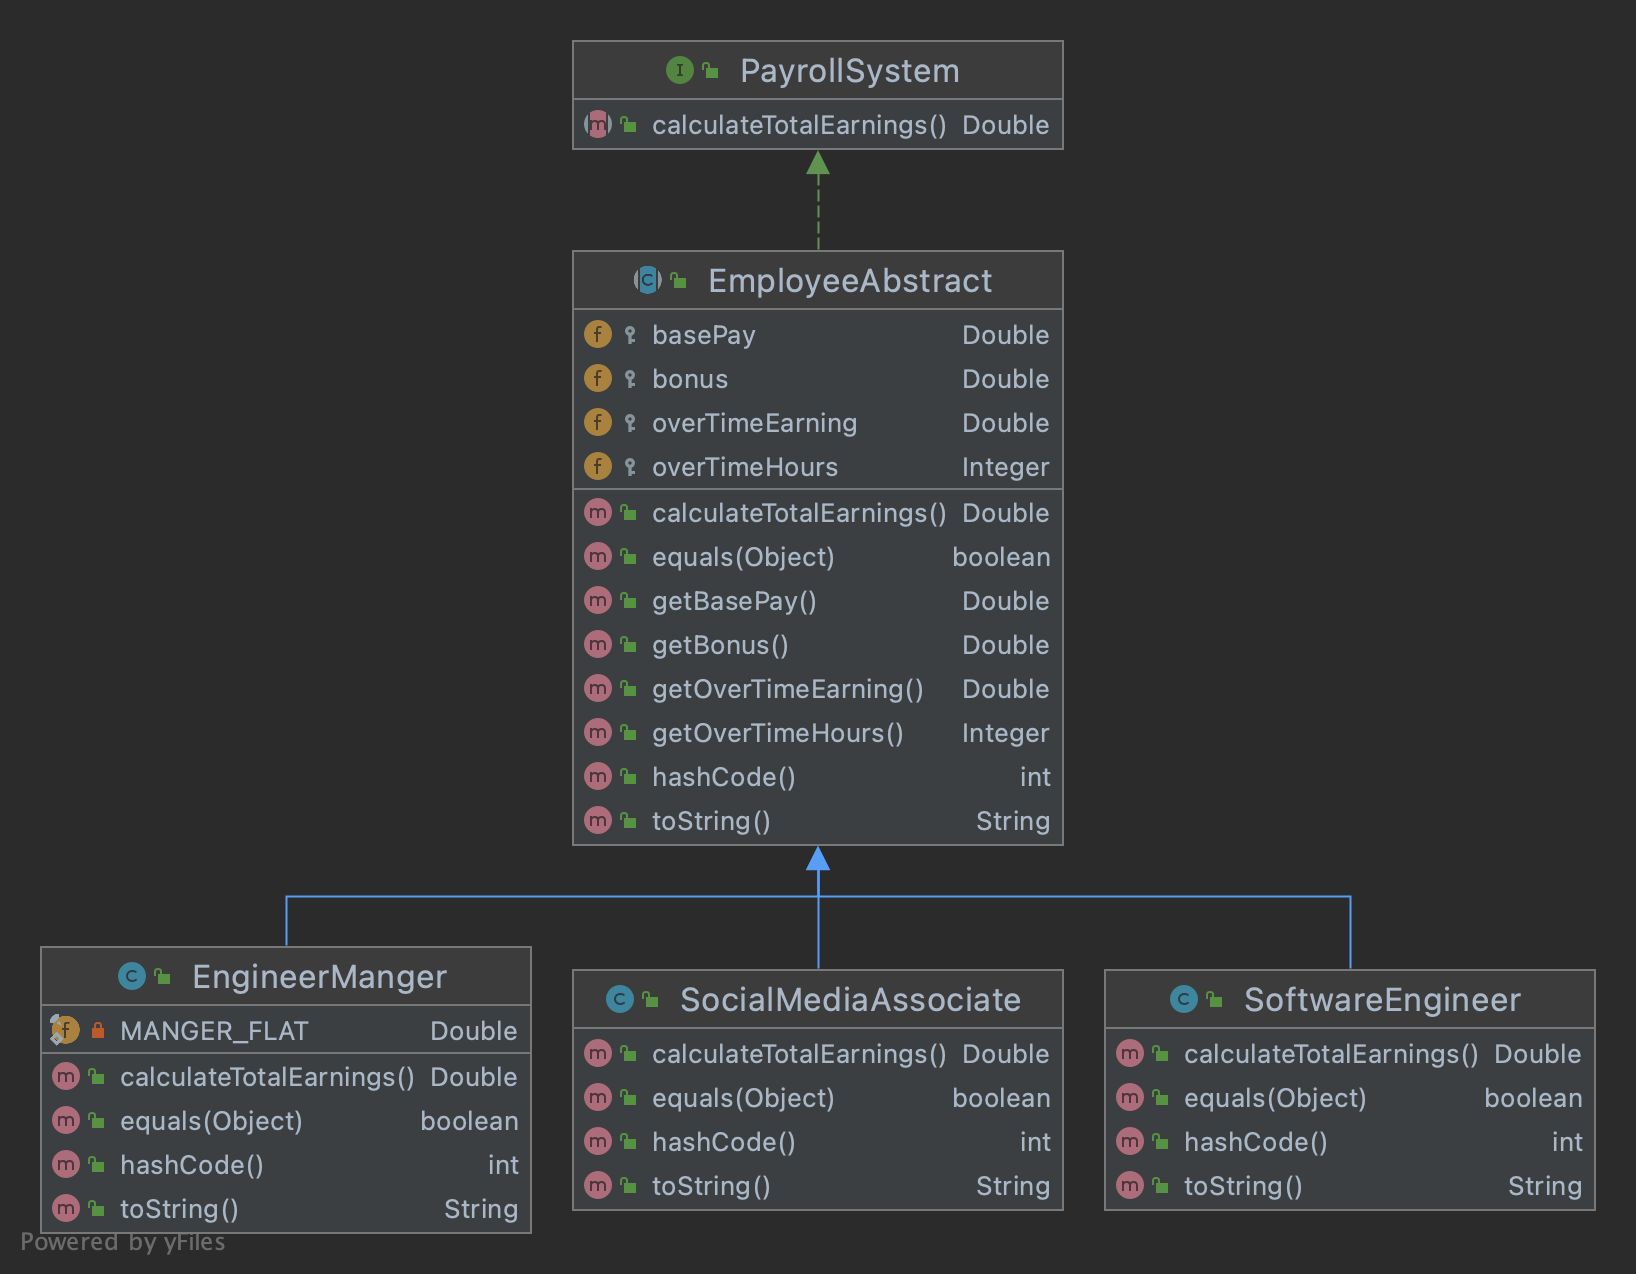 PayrollSystem
calculateTotalEarnings() Double
EmployeeAbstract
basePay Double
bonus Double
overTimeEarning Double
overTimeHours Integer
calculateTotalEarnings() Double
equals(Object) boolean
getBasePay() Double
getBonus() Double
getOverTimeEarning() Double
getOverTimeHours() Integer
hashCode() int
toString() String
EngineerManger
MANGER_FLAT Double
calculateTotalEarnings() Double
equals(Object) boolean
hashCode() int
toString() String
SocialMediaAssociate
calculateTotalEarnings() Double
equals(Object) boolean
hashCode() int
toString() String
SoftwareEngineer
calculateTotalEarnings() Double
equals(Object) boolean
hashCode() int
toString() String
Powered by yFiles